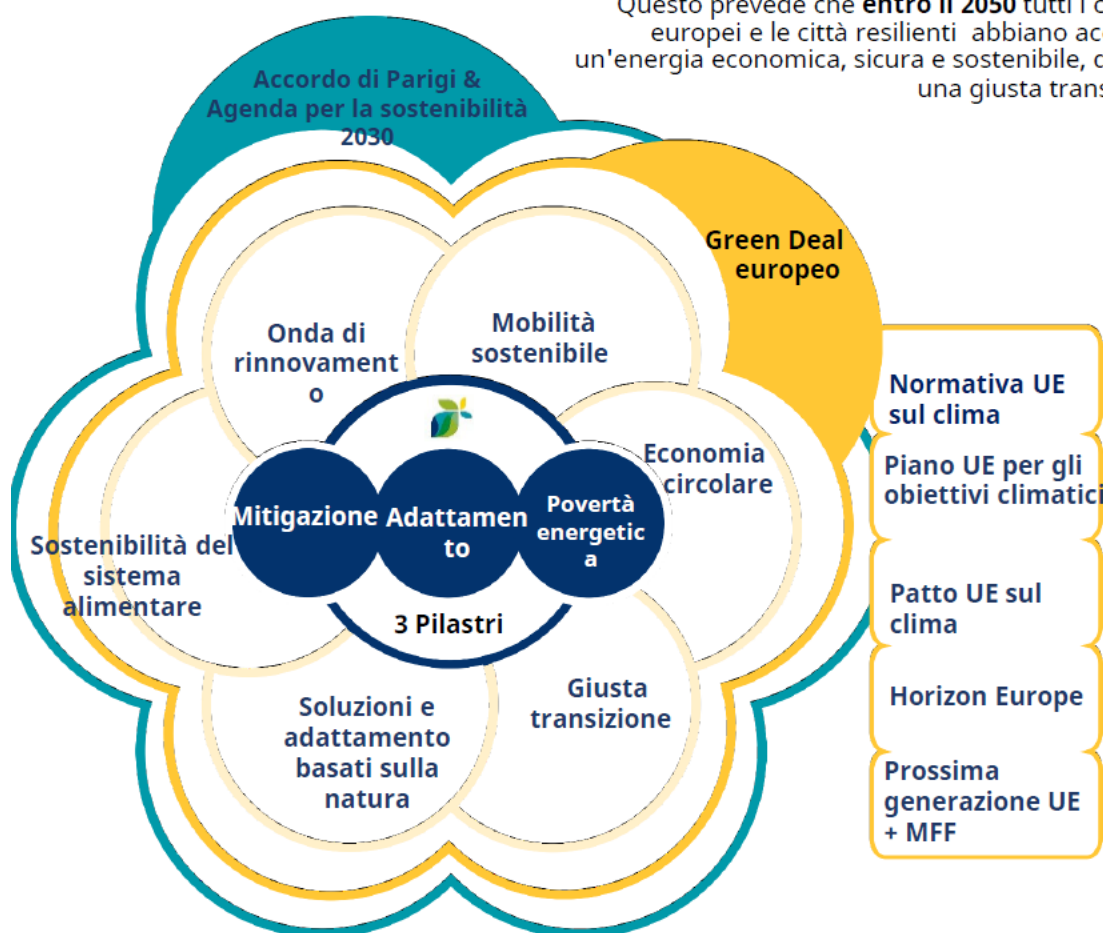 Questo prevede che entro il 2050 tutti i c
europei e le città resilienti abbiano acc
un'energia economica, sicura e sostenibile, c
una giusta trans
Accordo di Parigi &
Agenda per la sostenibilità
2030
Green Deal
europeo
Onda di
rinnovament
o
Mobilità
sostenibile
Economia
circolare
Mitigazione
Adattamen
to
Povertà
energetic
a
3 Pilastri
Sostenibilità del
sistema
alimentare
Soluzioni e
adattamento
basati sulla
natura
Giusta
transizione
Normativa UE
sul clima
Piano UE per gli
obiettivi climatici
Patto UE sul
clima
Horizon Europe
Prossima
generazione UE
+ MFF